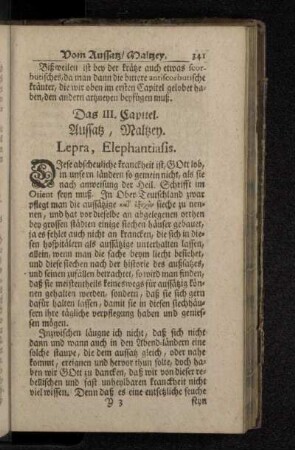 Vom Aussatz/ Maltzey. 341
Bißweilen ist bey der krätze auch etwas scor-
butisches/ da man dann die bittere antiscorbutische
kräuter, die wir oben im ersten Capitel gelobet ha-
ben, den andern artzneyen beyfügen muß.
Das III. Capitel.
Aussatz, Maltzey.
Lepra, Elephantiasis.
Diese abscheuliche kranckheit ist, GOtt lob,
in unsern ländern so gemein nicht, als sie
nach anweisung der Heil. Schrifft im
Orient seyn muß. In Ober-Teutschland zwar
pflegt man die aussätzige sieche zu nen-
nen, und hat vor dieselbe an abgelegenen orthen
bey grossen städten einige siechen häuser gebauet,
ja es fehlet auch nicht an krancken, die sich in die-
sen hospitälern als aussätzige unterhalten lassen,
allein, wenn man die sache beym liecht besiehet,
und diese siechen nach der historie des aussatzes,
und seinen zufällen betrachtet, so wird man finden,
daß sie meistentheils keines wegs für aussätzig kön-
nen gehalten werden, sondern, daß sie sich gern
dafür halten lassen, damit sie in diesen siechhäu-
sern ihre tägliche verpflegung haben und genies-
sen mögen.
Inzwischen läugne ich nicht, daß sich nicht
dann und wann auch in den Abend-ländern eine
solche staupe, die dem aussatz gleich, oder nahe
kommt, ereignen und hervor thun solte, doch ha-
ben wir GOtt zu dancken, daß wir von dieser re-
bellischen und fast unheylbaren kranckheit nicht
viel wissen. Denn daß es eine entsetzliche seuche
Y 3 seyn